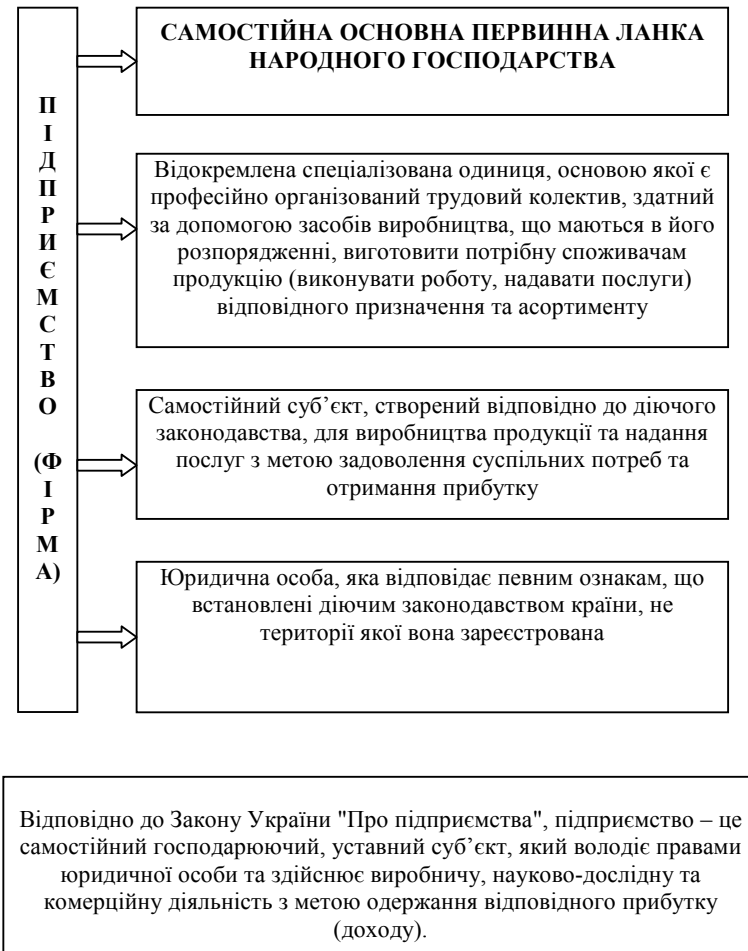 П
І
Д
П
Р
И
Є
М
С
Т
В
О
(Ф
І
Р
М
А)
САМОСТІЙНА ОСНОВНА ПЕРВИННА ЛАНКА
НАРОДНОГО ГОСПОДАРСТВА
Відокремлена спеціалізована одиниця, основою якої є
професійно організований трудовий колектив, здатний
за допомогою засобів виробництва, що маються в його
розпорядженні, виготовити потрібну споживачам
продукцію (виконувати роботу, надавати послуги)
відповідного призначення та асортименту
Самостійний суб’єкт, створений відповідно до діючого
законодавства, для виробництва продукції та надання
послуг з метою задоволення суспільних потреб та
отримання прибутку
Юридична особа, яка відповідає певним ознакам, що
встановлені діючим законодавством країни, не
території якої вона зареєстрована
Відповідно до Закону України "Про підприємства", підприємство – це
самостійний господарюючий, уставний суб’єкт, який володіє правами
юридичної особи та здійснює виробничу, науково-дослідну та
комерційну діяльність з метою одержання відповідного прибутку
(доходу).